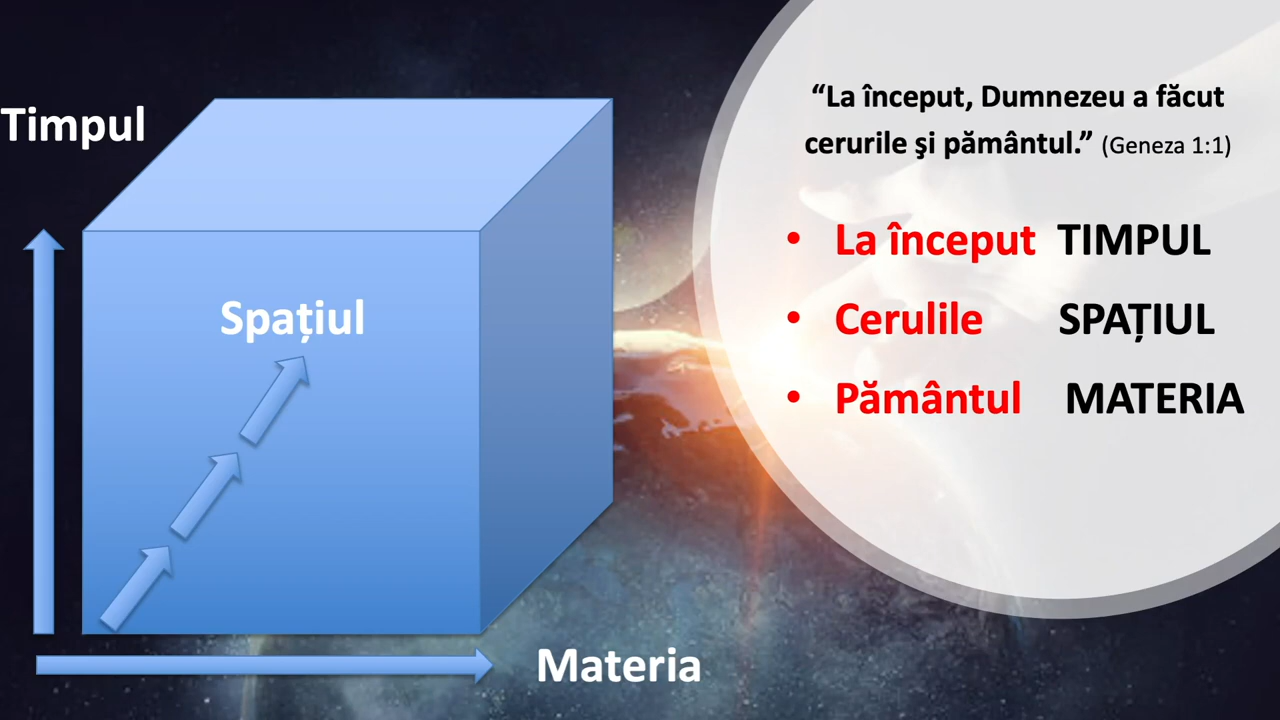 Timpul
Spațiul
Materia
“La început, Dumnezeu a făcut
cerurile şi pământul.” (Geneza 1:1)
• La început TIMPUL
• Cerulile SPAȚIUL
• Pământul MATERIA